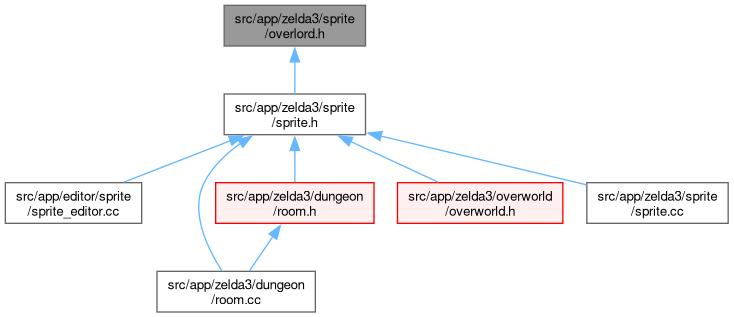 src/app/zelda3/sprite
/overlord.h
src/app/zelda3/sprite
/sprite.h
src/app/editor/sprite
/sprite_editor.cc
src/app/zelda3/dungeon
/room.h
src/app/zelda3/overworld
/overworld.h
src/app/zelda3/sprite
/sprite.cc
src/app/zelda3/dungeon
/room.cc